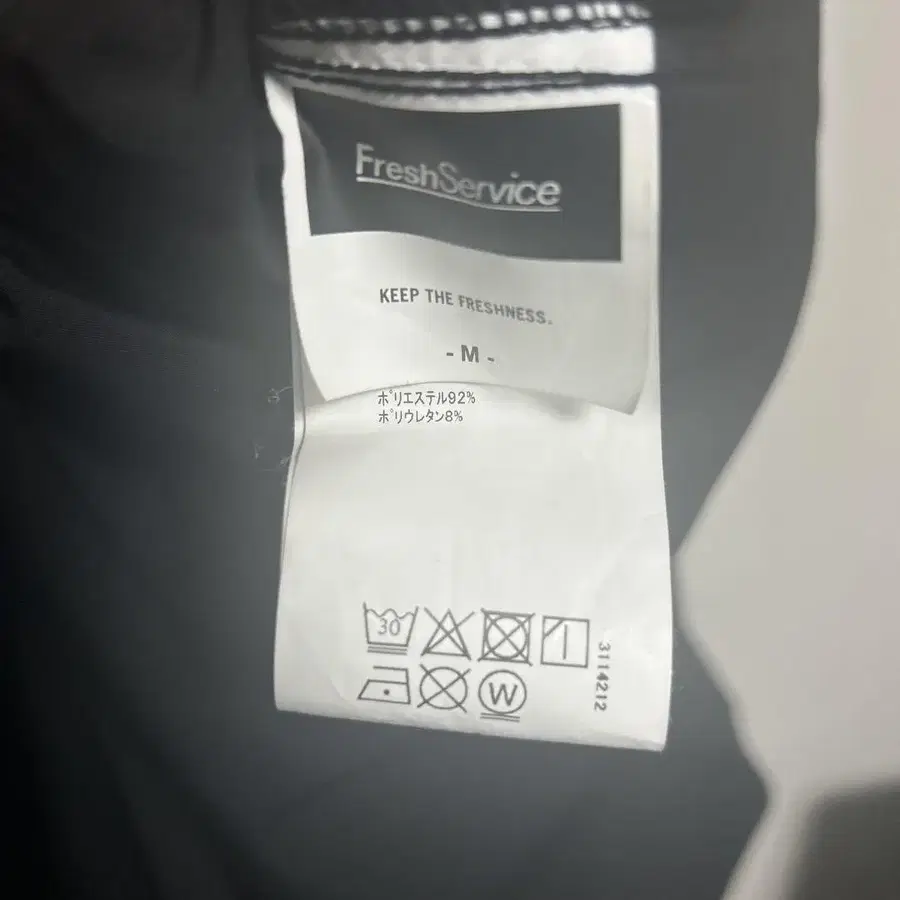 FreshService
KEEP THE FRESHNESS.
- M -
ポリエステル92%
ポリウレタン8%
30
W
3114212